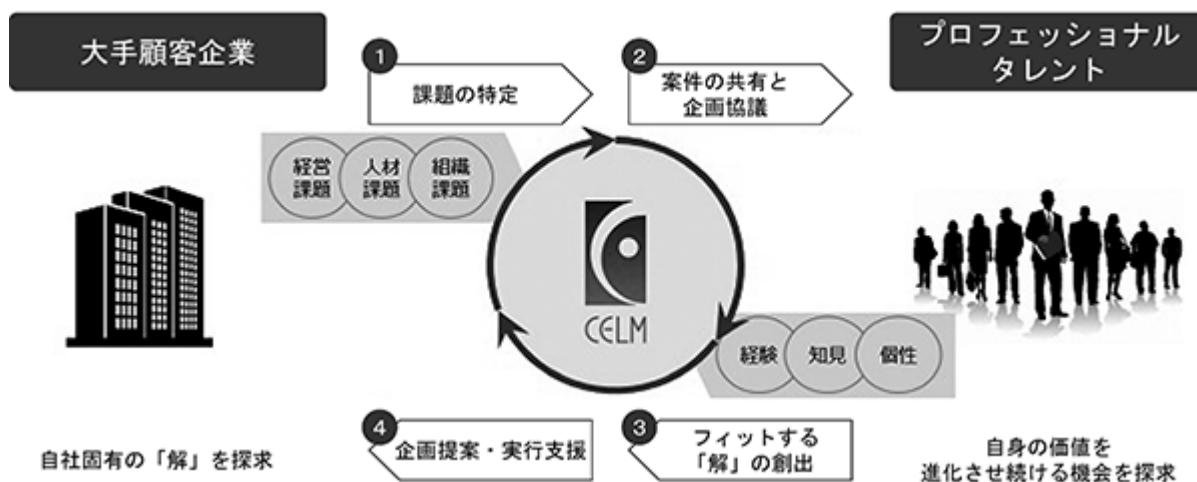 大手顧客企業
プロフェッショナル
タレント
1
課題の特定
2
案件の共有と
企画協議
経営
課題
人材
課題
組織
課題
CELM
経験
知見
個性
4
企画提案・実行支援
3
フィットする
「解」の創出
自社固有の「解」を探求
自身の価値を
進化させ続ける機会を探求